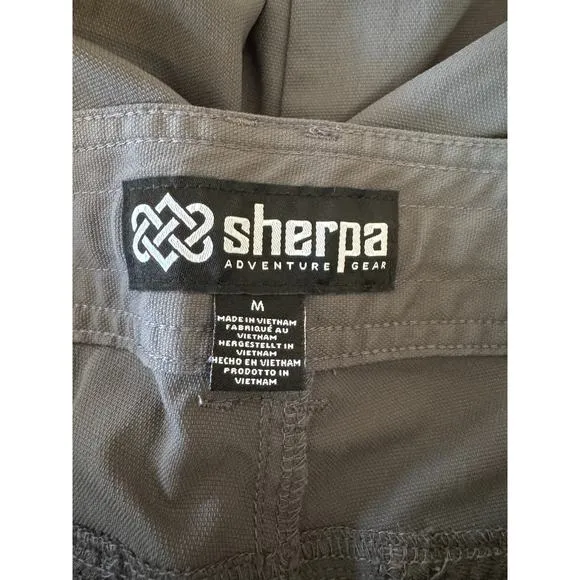 sherpa
ADVENTURE GEAR
M
MADE IN VIETNAM
FABRIQUÉ AU
VIETNAM
HERGESTELLT IN
VIETNAM
HECHO EN VIETNAM
PRODOTTO IN
VIETNAM